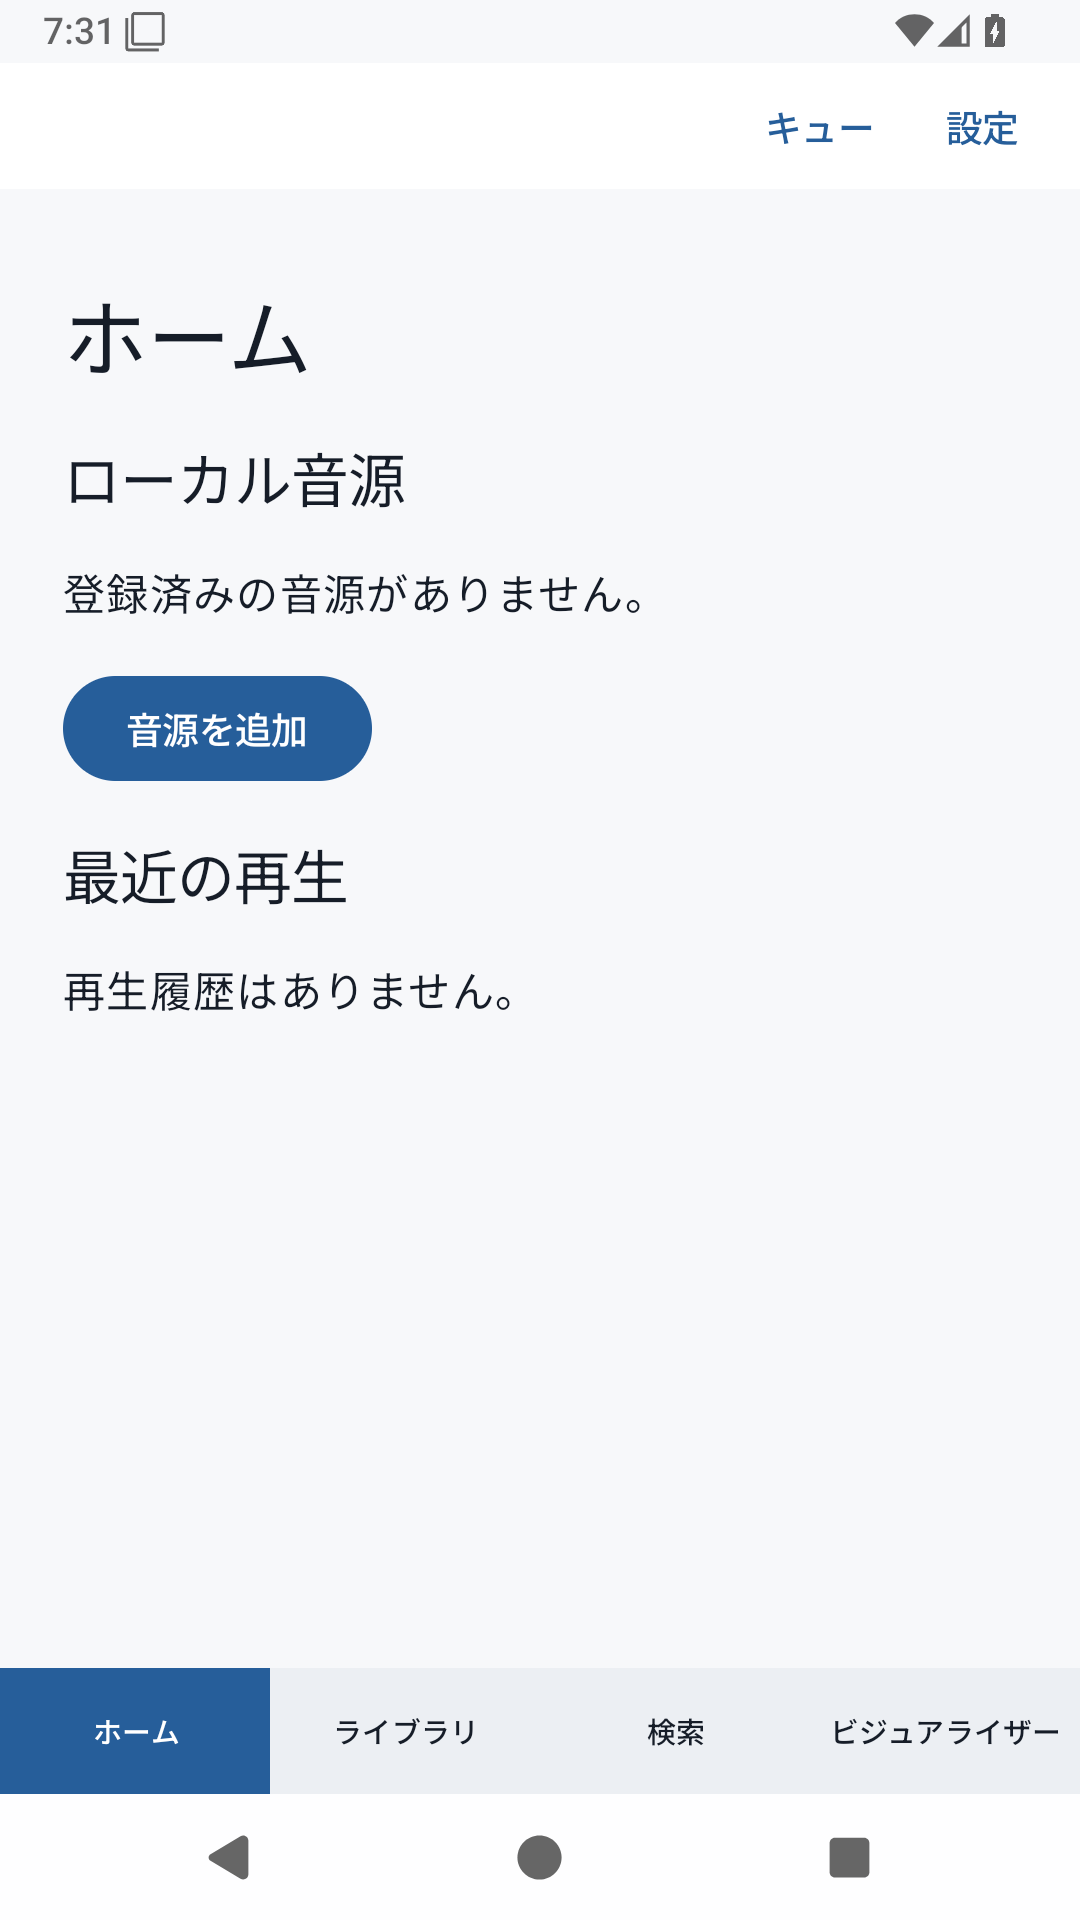 7:31
キュー 設定
ホーム
ローカル音源
登録済みの音源がありません。
音源を追加
最近の再生
再生履歴はありません。
ホーム ライブラリ 検索 ビジュアライザー